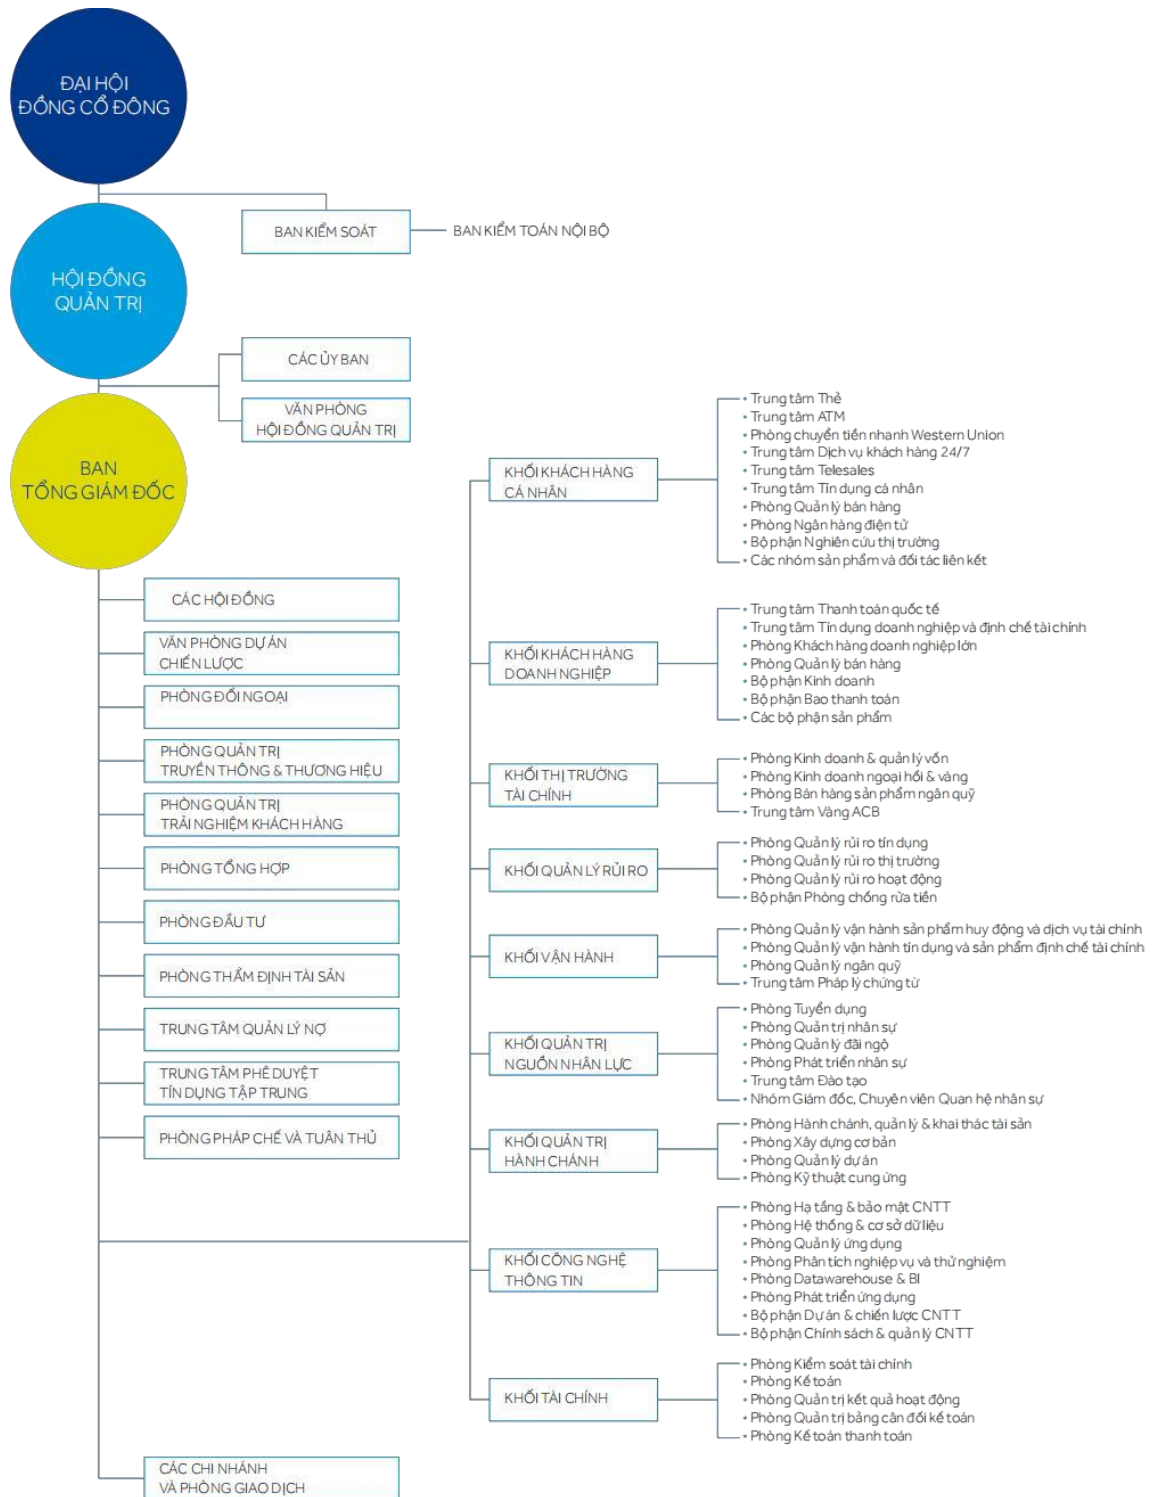 ĐẠI HỘI
ĐỒNG CỔ ĐÔNG
BAN KIỂM SOÁT
BAN KIỂM TOÁN NỘI BỘ
HỘI ĐỒNG
QUẢN TRỊ
CÁC ỦY BAN
VĂN PHÒNG
HỘI ĐỒNG QUẢN TRỊ
BAN
TỔNG GIÁM ĐỐC
CÁC HỘI ĐỒNG
VĂN PHÒNG DỰ ÁN
CHIẾN LƯỢC
PHÒNG ĐỐI NGOẠI
PHÒNG QUẢN TRỊ
TRUYỀN THÔNG & THƯƠNG HIỆU
PHÒNG QUẢN TRỊ
TRẢI NGHIỆM KHÁCH HÀNG
PHÒNG TỔNG HỢP
PHÒNG ĐẦU TƯ
PHÒNG THẨM ĐỊNH TÀI SẢN
TRUNG TÂM QUẢN LÝ NỢ
TRUNG TÂM PHÊ DUYỆT
TÍN DỤNG TẬP TRUNG
PHÒNG PHÁP CHẾ VÀ TUÂN THỦ
CÁC CHI NHÁNH
VÀ PHÒNG GIAO DỊCH
KHỐI KHÁCH HÀNG
CÁ NHÂN
• Trung tâm Thẻ
• Trung tâm ATM
• Phòng chuyển tiền nhanh Western Union
• Trung tâm Dịch vụ khách hàng 24/7
• Trung tâm Telesales
• Trung tâm Tín dụng cá nhân
• Phòng Quản lý bán hàng
• Phòng Ngân hàng điện tử
• Bộ phận Nghiên cứu thị trường
• Các nhóm sản phẩm và đối tác liên kết
KHỐI KHÁCH HÀNG
DOANH NGHIỆP
• Trung tâm Thanh toán quốc tế
• Trung tâm Tín dụng doanh nghiệp và định chế tài chính
• Phòng Khách hàng doanh nghiệp lớn
• Phòng Quản lý bán hàng
• Bộ phận Kinh doanh
• Bộ phận Bao thanh toán
• Các bộ phận sản phẩm
KHỐI THỊ TRƯỜNG
TÀI CHÍNH
• Phòng Kinh doanh & quản lý vốn
• Phòng Kinh doanh ngoại hối & vàng
• Phòng Bán hàng sản phẩm ngân quỹ
• Trung tâm Vàng ACB
KHỐI QUẢN LÝ RỦI RO
• Phòng Quản lý rủi ro tín dụng
• Phòng Quản lý rủi ro thị trường
• Phòng Quản lý rủi ro hoạt động
• Bộ phận Phòng chống rửa tiền
KHỐI VẬN HÀNH
• Phòng Quản lý vận hành sản phẩm huy động và dịch vụ tài chính
• Phòng Quản lý vận hành tín dụng và sản phẩm định chế tài chính
• Phòng Quản lý ngân quỹ
• Trung tâm Pháp lý chứng từ
KHỐI QUẢN TRỊ
NGUỒN NHÂN LỰC
• Phòng Tuyển dụng
• Phòng Quản trị nhân sự
• Phòng Quản lý đãi ngộ
• Phòng Phát triển nhân sự
• Trung tâm Đào tạo
• Nhóm Giám đốc, Chuyên viên Quan hệ nhân sự
KHỐI QUẢN TRỊ
HÀNH CHÁNH
• Phòng Hành chánh, quản lý & khai thác tài sản
• Phòng Xây dựng cơ bản
• Phòng Quản lý dự án
• Phòng Kỹ thuật cung ứng
KHỐI CÔNG NGHỆ
THÔNG TIN
• Phòng Hạ tầng & bảo mật CNTT
• Phòng Hệ thống & cơ sở dữ liệu
• Phòng Quản lý ứng dụng
• Phòng Phân tích nghiệp vụ và thử nghiệm
• Phòng Datawarehouse & BI
• Phòng Phát triển ứng dụng
• Bộ phận Dự án & chiến lược CNTT
• Bộ phận Chính sách & quản lý CNTT
KHỐI TÀI CHÍNH
• Phòng Kiểm soát tài chính
• Phòng Kế toán
• Phòng Quản trị kết quả hoạt động
• Phòng Quản trị bảng cân đối kế toán
• Phòng Kế toán thanh toán